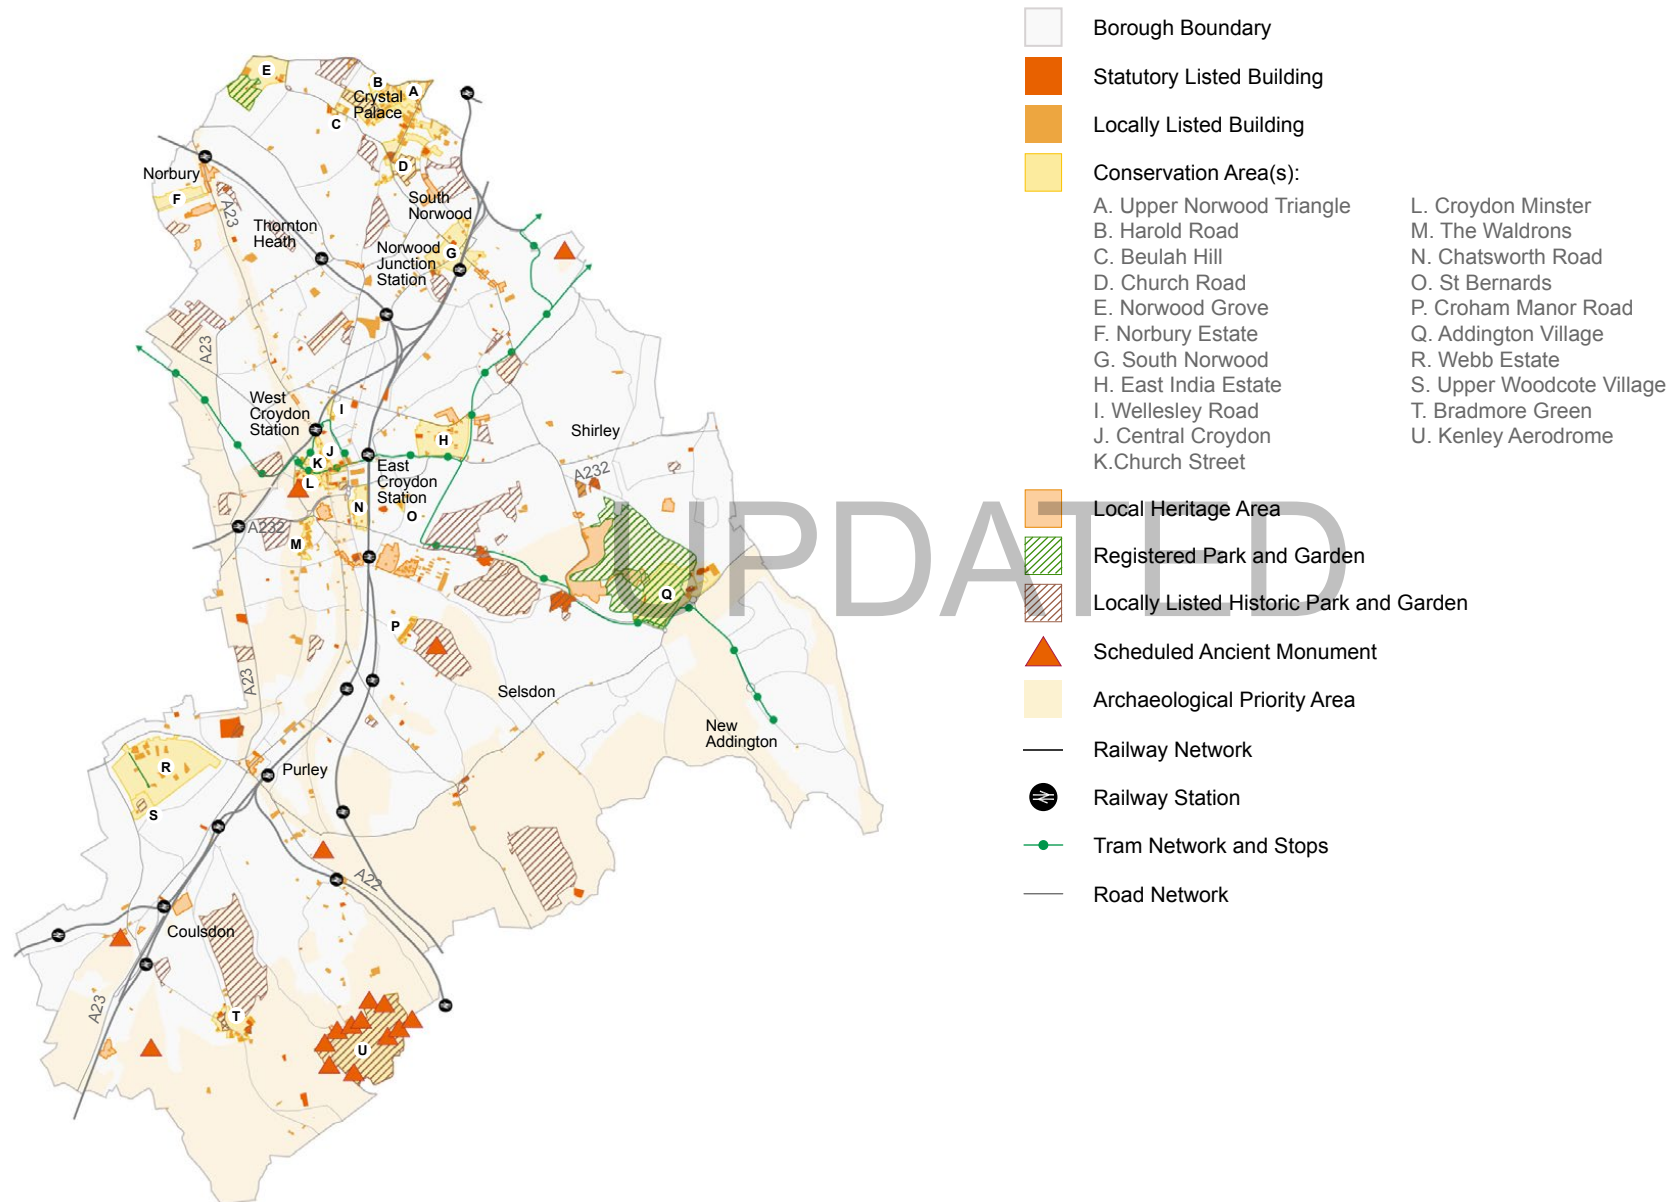 E
B
A
Crystal
Palace
C
D
Norbury
F
A23
South
Norwood
Thornton
Heath
Norwood
Junction
Station
G
A23
West
Croydon
Station
I
H
Shirley
J
K
East
Croydon
Station
L
A232
N
O
A232
M
Q
P
A23
Selsdon
New
Addington
R
Purley
S
A22
Coulsdon
A23
T
U
Borough Boundary
Statutory Listed Building
Locally Listed Building
Conservation Area(s):
A. Upper Norwood Triangle
B. Harold Road
C. Beulah Hill
D. Church Road
E. Norwood Grove
F. Norbury Estate
G. South Norwood
H. East India Estate
I. Wellesley Road
J. Central Croydon
K.Church Street
L. Croydon Minster
M. The Waldrons
N. Chatsworth Road
O. St Bernards
P. Croham Manor Road
Q. Addington Village
R. Webb Estate
S. Upper Woodcote Village
T. Bradmore Green
U. Kenley Aerodrome
Local Heritage Area
Registered Park and Garden
Locally Listed Historic Park and Garden
Scheduled Ancient Monument
Archaeological Priority Area
Railway Network
Railway Station
Tram Network and Stops
Road Network
UPDATED